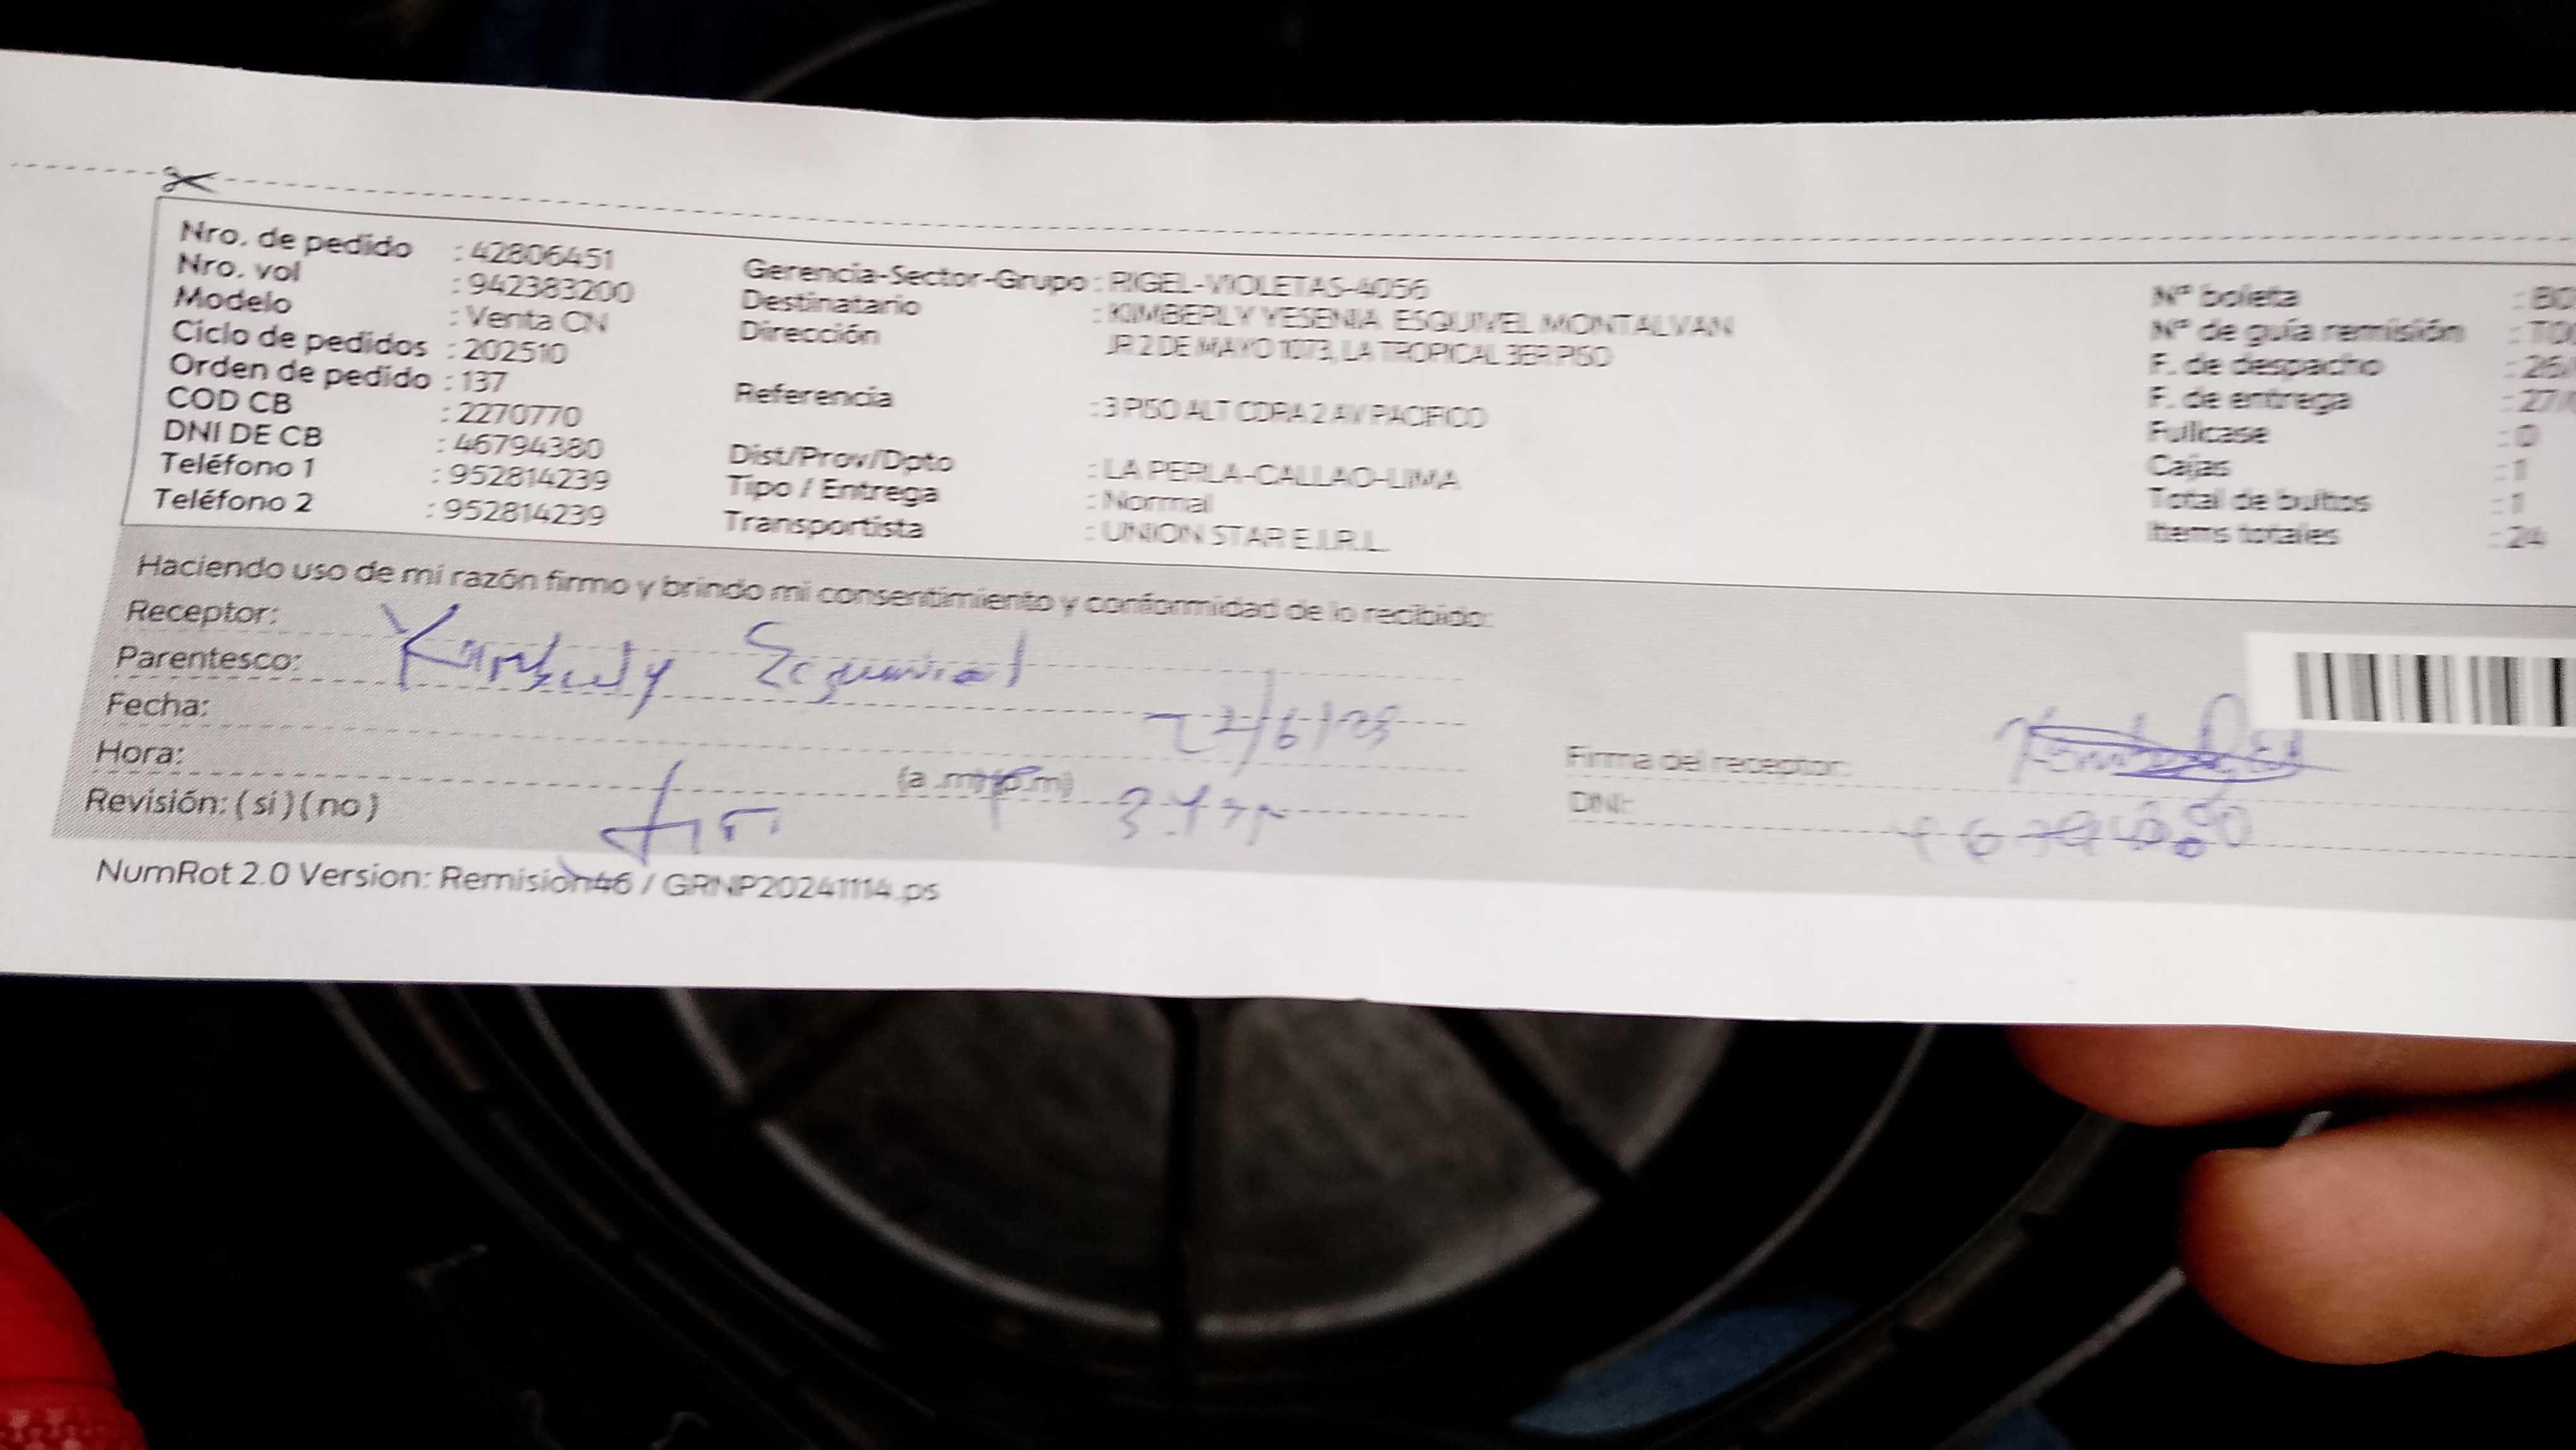 Nro. de pedido : 42806451
Nro. vol : 942383200
Modelo : Venta CN
Ciclo de pedidos : 202510
Orden de pedido : 137
COD CB : 2270770
DNI DE CB : 46794380
Teléfono 1 : 952814239
Teléfono 2 : 952814239
Gerencia-Sector-Grupo : RIGEL-VIOLETAS-4056
Destinatario : KIMBERLY YESENIA ESQUIVEL MONTALVAN
Dirección JR 2 DE MAYO 1073, LA TROPICAL 3ER PISO
Referencia : 3 PISO ALT CDRA 2 AV PACIFICO
Dist/Prov/Dpto : LA PERLA-CALLAO-LIMA
Tipo / Entrega : Normal
Transportista : UNION STAR E.I.R.L.
N° boleta : B0
N° de guía remisión : T00
F. de despacho : 26/
F. de entrega : 27/
Fullcase : 0
Cajas : 1
Total de bultos : 1
Items totales : 24
Haciendo uso de mi razón firmo y brindo mi consentimiento y conformidad de lo recibido:
Receptor: Kimberly Esquivel
Parentesco:
Fecha:
Hora: (a .m) (p.m)
Revisión: ( si ) ( no )
Firma del receptor:
DNI:
NumRot 2.0 Version: Remision46 / GRNP20241114.ps